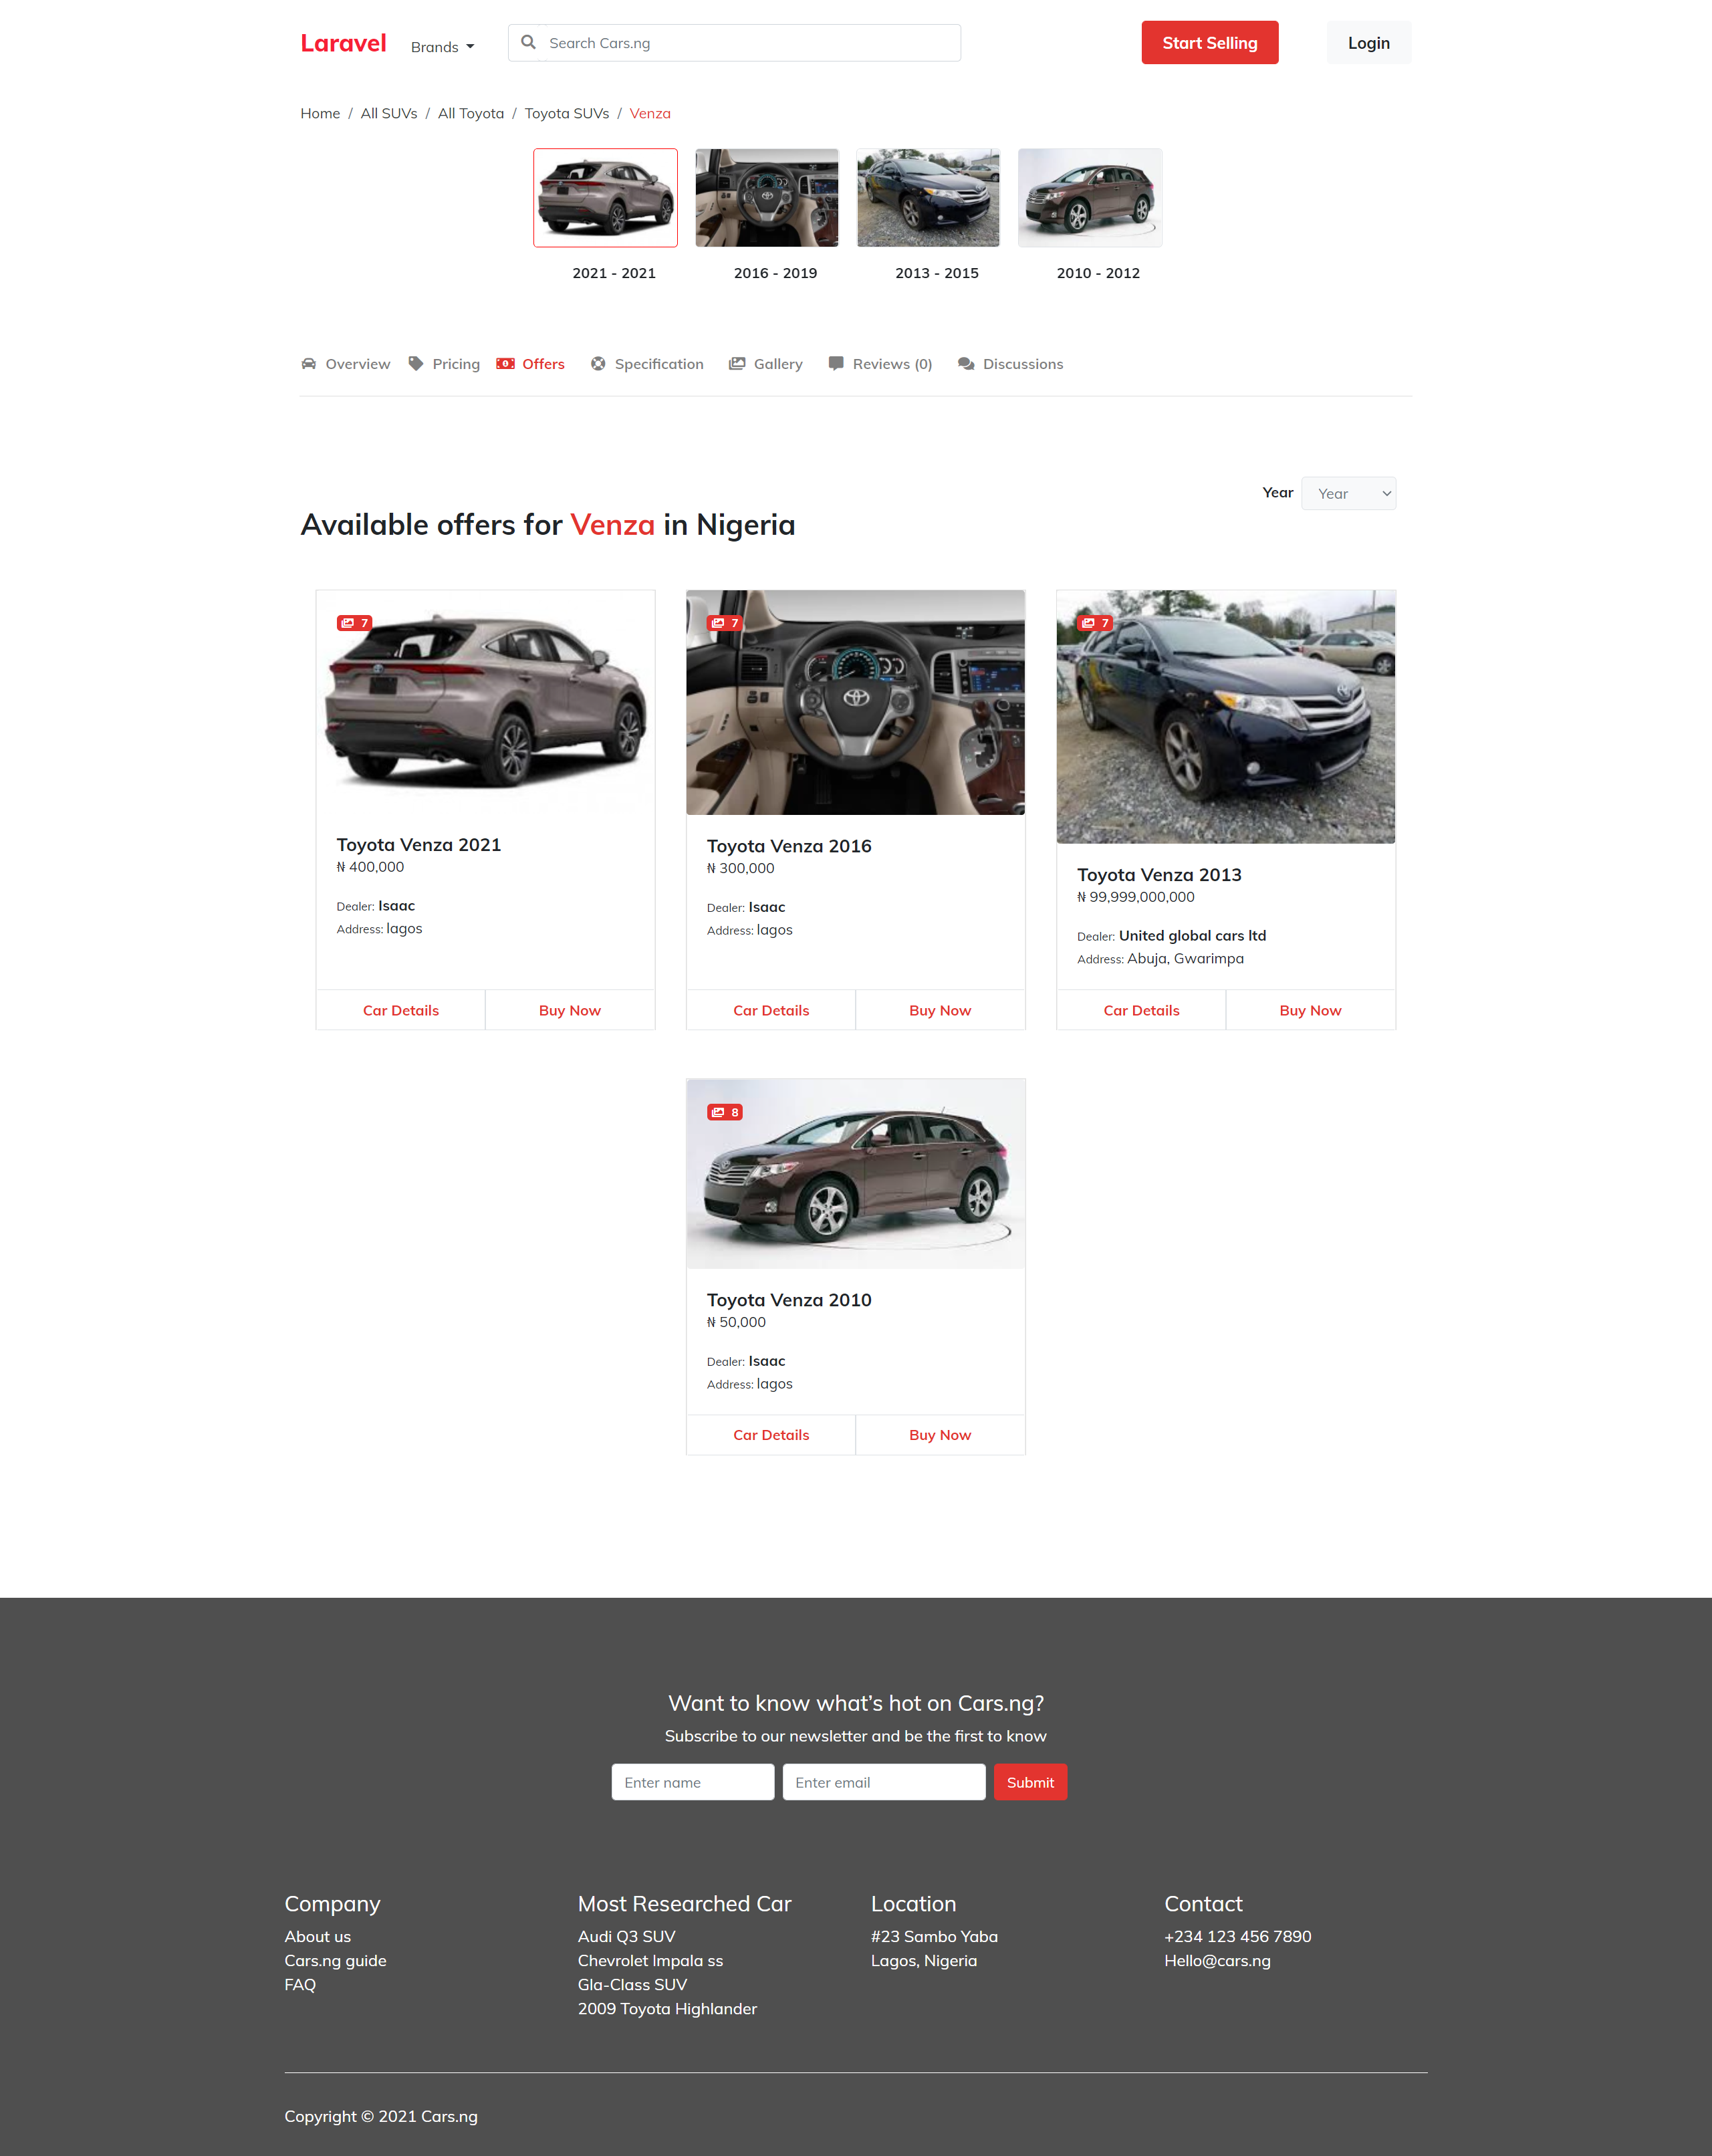 Laravel
Brands
Search Cars.ng
Start Selling
Login
Home / All SUVs / All Toyota / Toyota SUVs / Venza
2021 - 2021
2016 - 2019
2013 - 2015
2010 - 2012
Overview
Pricing
Offers
Specification
Gallery
Reviews (0)
Discussions
Year
Year
Available offers for Venza in Nigeria
7
Toyota Venza 2021
₦ 400,000
Dealer: Isaac
Address: lagos
Car Details
Buy Now
7
Toyota Venza 2016
₦ 300,000
Dealer: Isaac
Address: lagos
Car Details
Buy Now
7
Toyota Venza 2013
₦ 99,999,000,000
Dealer: United global cars ltd
Address: Abuja, Gwarimpa
Car Details
Buy Now
8
Toyota Venza 2010
₦ 50,000
Dealer: Isaac
Address: lagos
Car Details
Buy Now
Want to know what's hot on Cars.ng?
Subscribe to our newsletter and be the first to know
Enter name
Enter email
Submit
Company
About us
Cars.ng guide
FAQ
Most Researched Car
Audi Q3 SUV
Chevrolet Impala ss
Gla-Class SUV
2009 Toyota Highlander
Location
#23 Sambo Yaba
Lagos, Nigeria
Contact
+234 123 456 7890
Hello@cars.ng
Copyright © 2021 Cars.ng